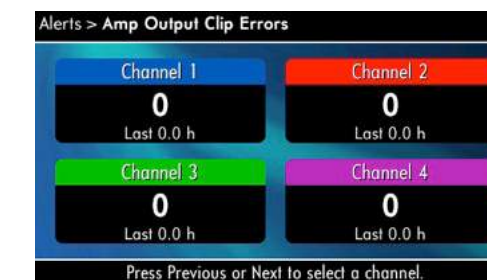 Alerts > Amp Output Clip Errors
Channel 1
0
Last 0.0 h
Channel 2
0
Last 0.0 h
Channel 3
0
Last 0.0 h
Channel 4
0
Last 0.0 h
Press Previous or Next to select a channel.